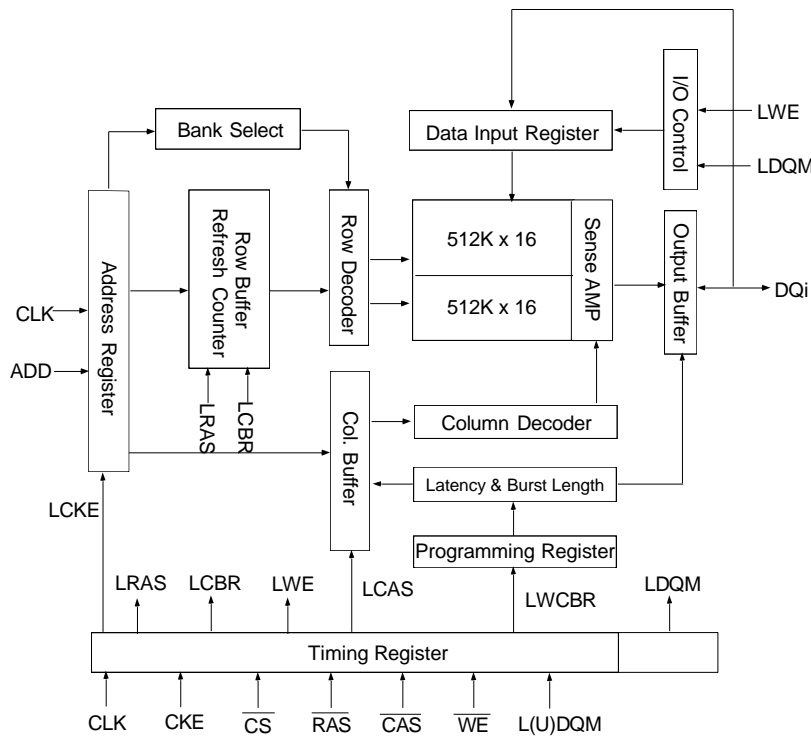 I/O Control
LWE
LDQM
Bank Select
Data Input Register
Address Register
CLK
ADD
Row Buffer
Refresh Counter
Row Decoder
512K x 16
512K x 16
Sense AMP
Output Buffer
DQi
LRAS
LCBR
Col. Buffer
Column Decoder
Latency & Burst Length
LCKE
Programming Register
LRAS
LCBR
LWE
LCAS
LWCBR
LDQM
Timing Register
CLK
CKE
CS
RAS
CAS
WE
L(U)DQM